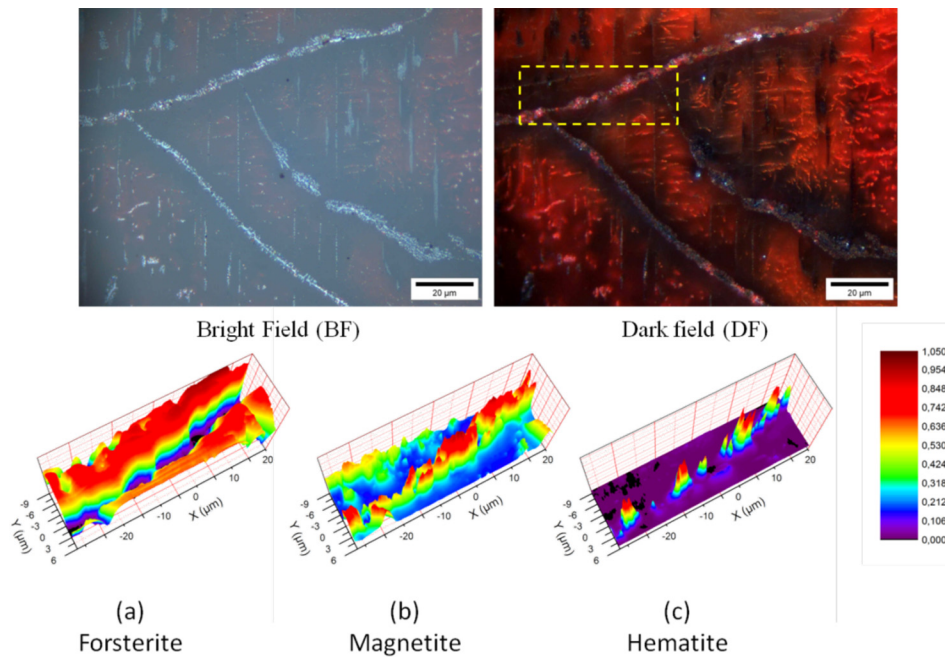 20 µm
20 µm
Bright Field (BF)
Dark field (DF)
-9
-6
-3
0
3
6
Y (µm)
-20
-10
0
10
20
X (µm)
-9
-6
-3
0
3
6
Y (µm)
-20
-10
0
10
20
X (µm)
-9
-6
-3
0
3
6
Y (µm)
-20
-10
0
10
20
X (µm)
1,050
0,954
0,848
0,742
0,636
0,530
0,424
0,318
0,212
0,106
0,000
(a)
(b)
(c)
Forsterite
Magnetite
Hematite